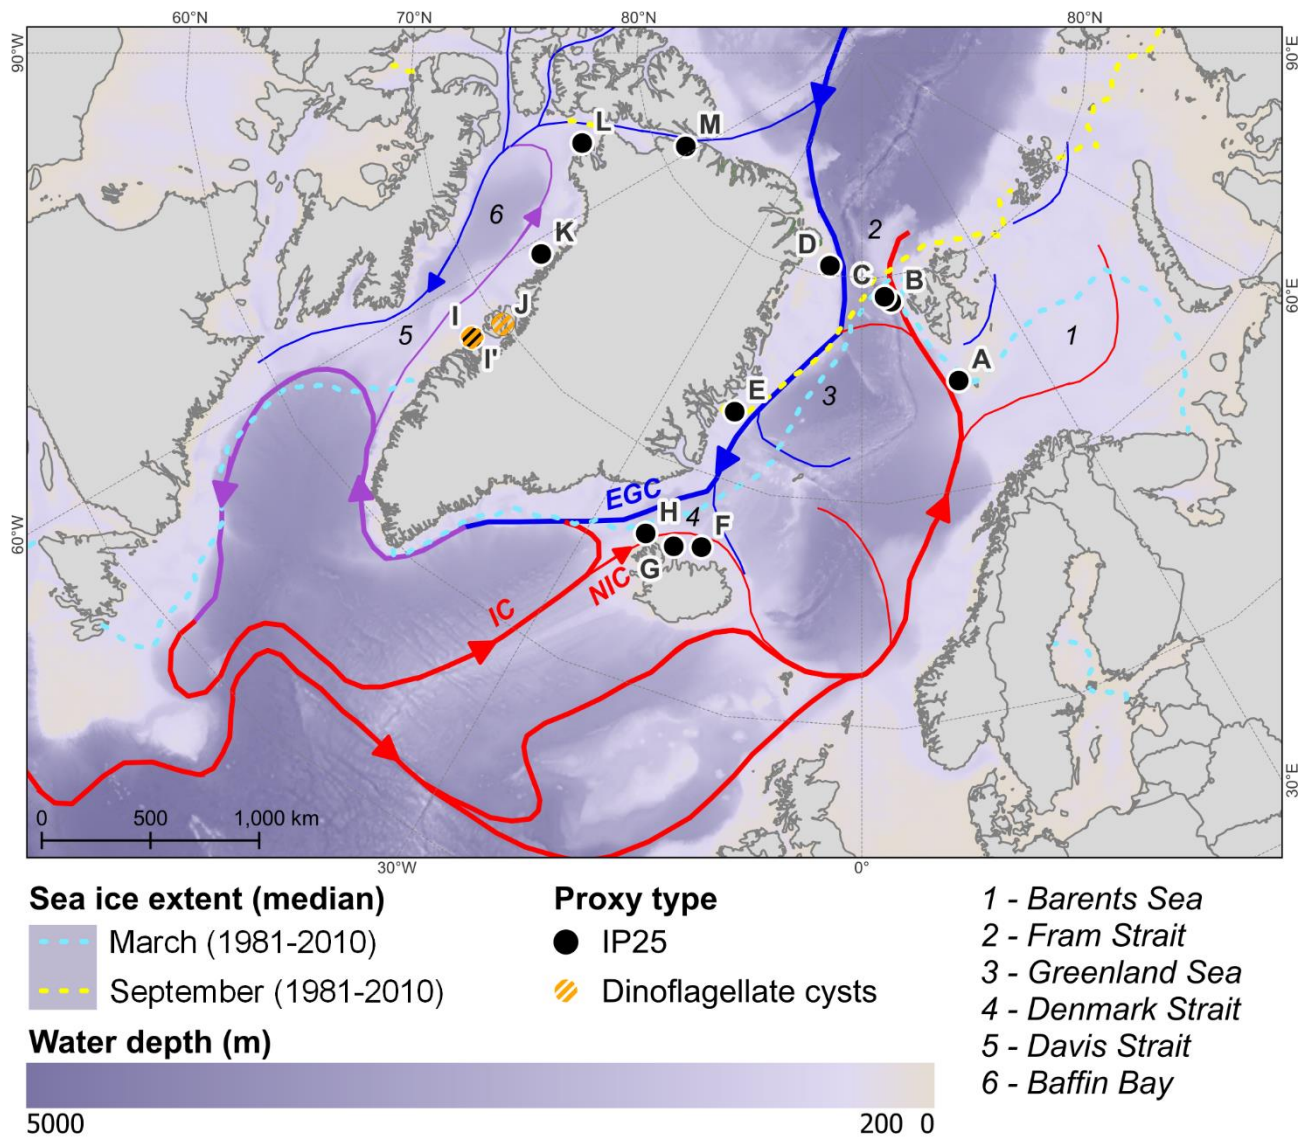 60°N 70°N 80°N 80°N
90°W
90°E
L
M
6
2
K
D
C
B
60°E
I
J
5
I'
1
A
3
E
EGC
H
4
F
60°W
G
NIC
IC
30°E
0 500 1,000 km
30°W 0°
Sea ice extent (median)
March (1981-2010)
September (1981-2010)
Proxy type
IP25
Dinoflagellate cysts
1 - Barents Sea
2 - Fram Strait
3 - Greenland Sea
4 - Denmark Strait
5 - Davis Strait
6 - Baffin Bay
Water depth (m)
5000 200 0